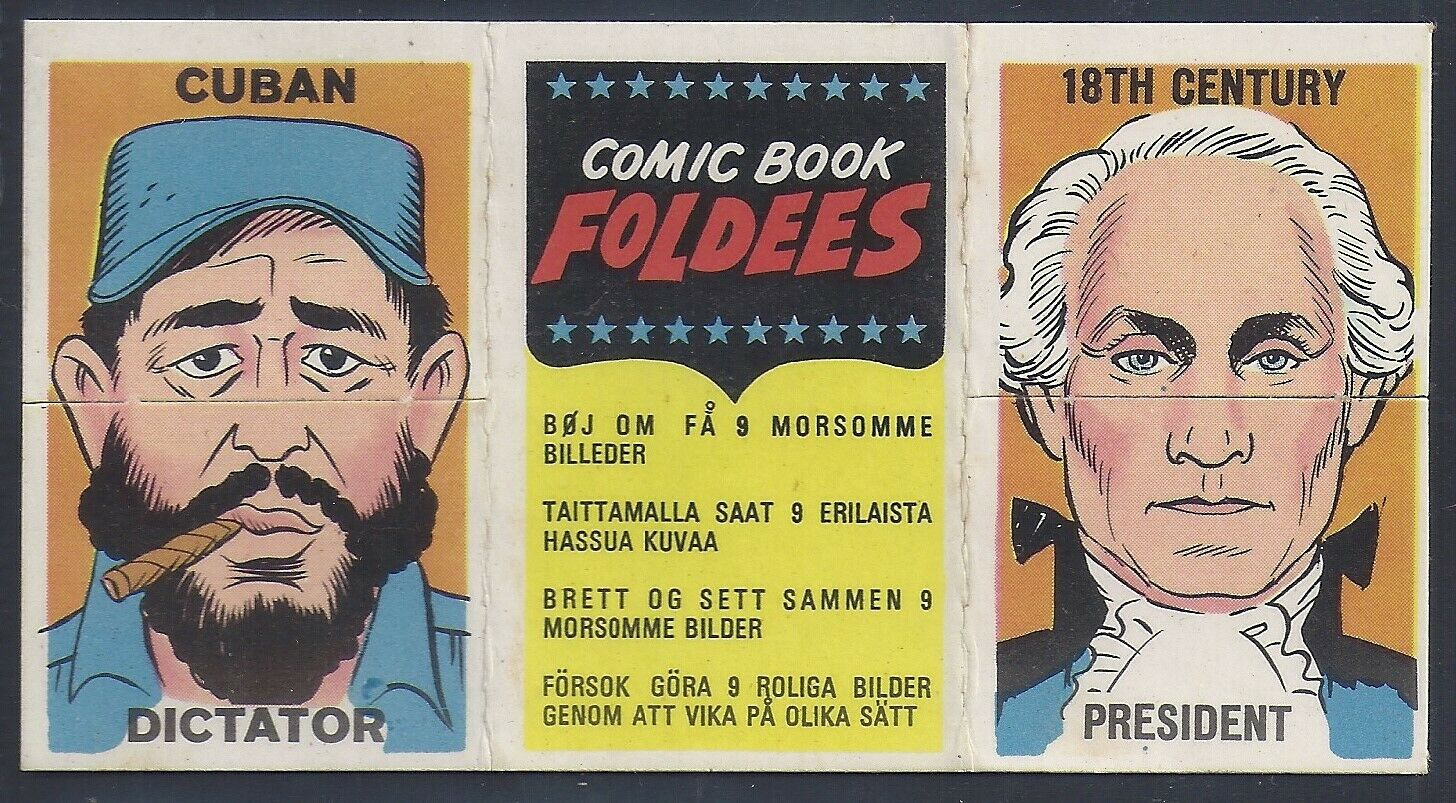 CUBAN
DICTATOR
COMIC BOOK
FOLDEES
BØJ OM FÅ 9 MORSOMME
BILLEDER
TAITTAMALLA SAAT 9 ERILAISTA
HASSUA KUVAA
BRETT OG SETT SAMMEN 9
MORSOMME BILDER
FÖRSOK GÖRA 9 ROLIGA BILDER
GENOM ATT VIKA PÅ OLIKA SÄTT
18TH CENTURY
PRESIDENT